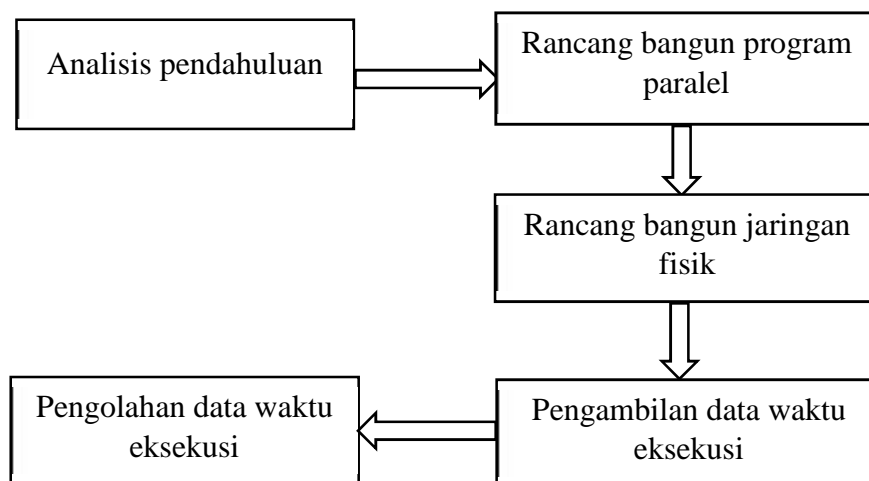 Analisis pendahuluan
Rancang bangun program
paralel
Rancang bangun jaringan
fisik
Pengambilan data waktu
eksekusi
Pengolahan data waktu
eksekusi